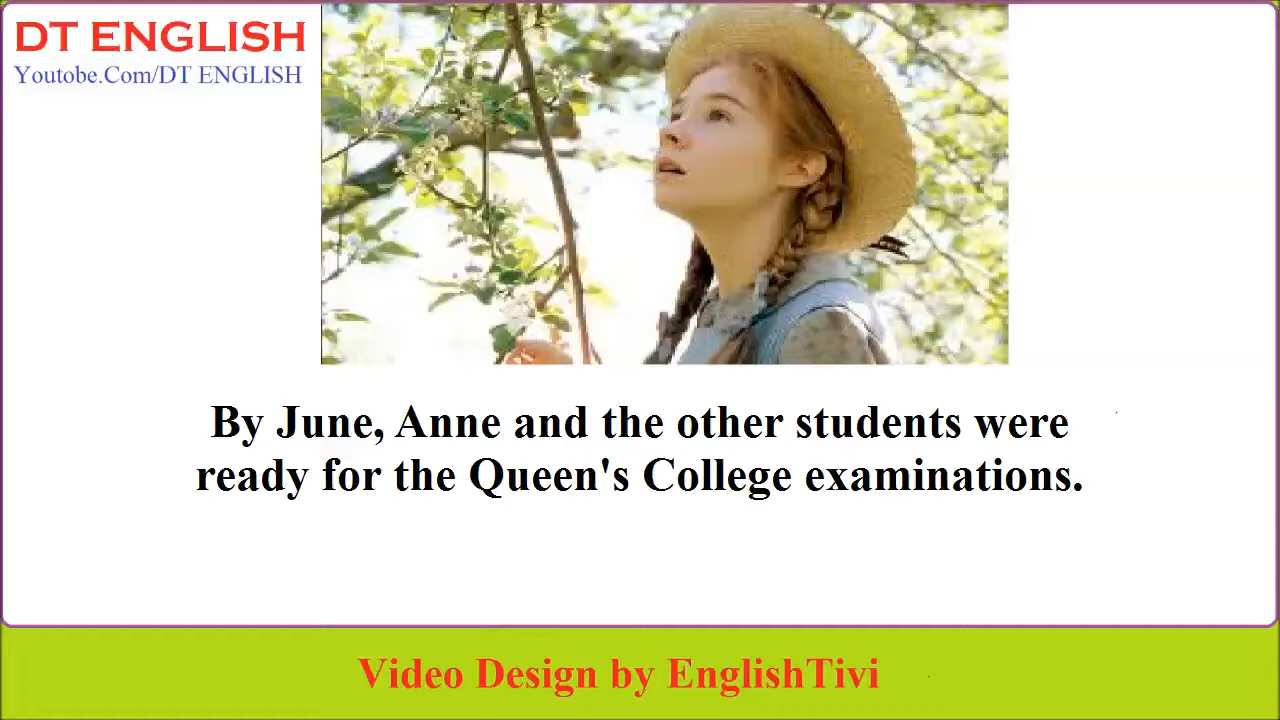 DT ENGLISH
Youtobe.Com/DT ENGLISH
By June, Anne and the other students were
ready for the Queen's College examinations.
Video Design by EnglishTivi